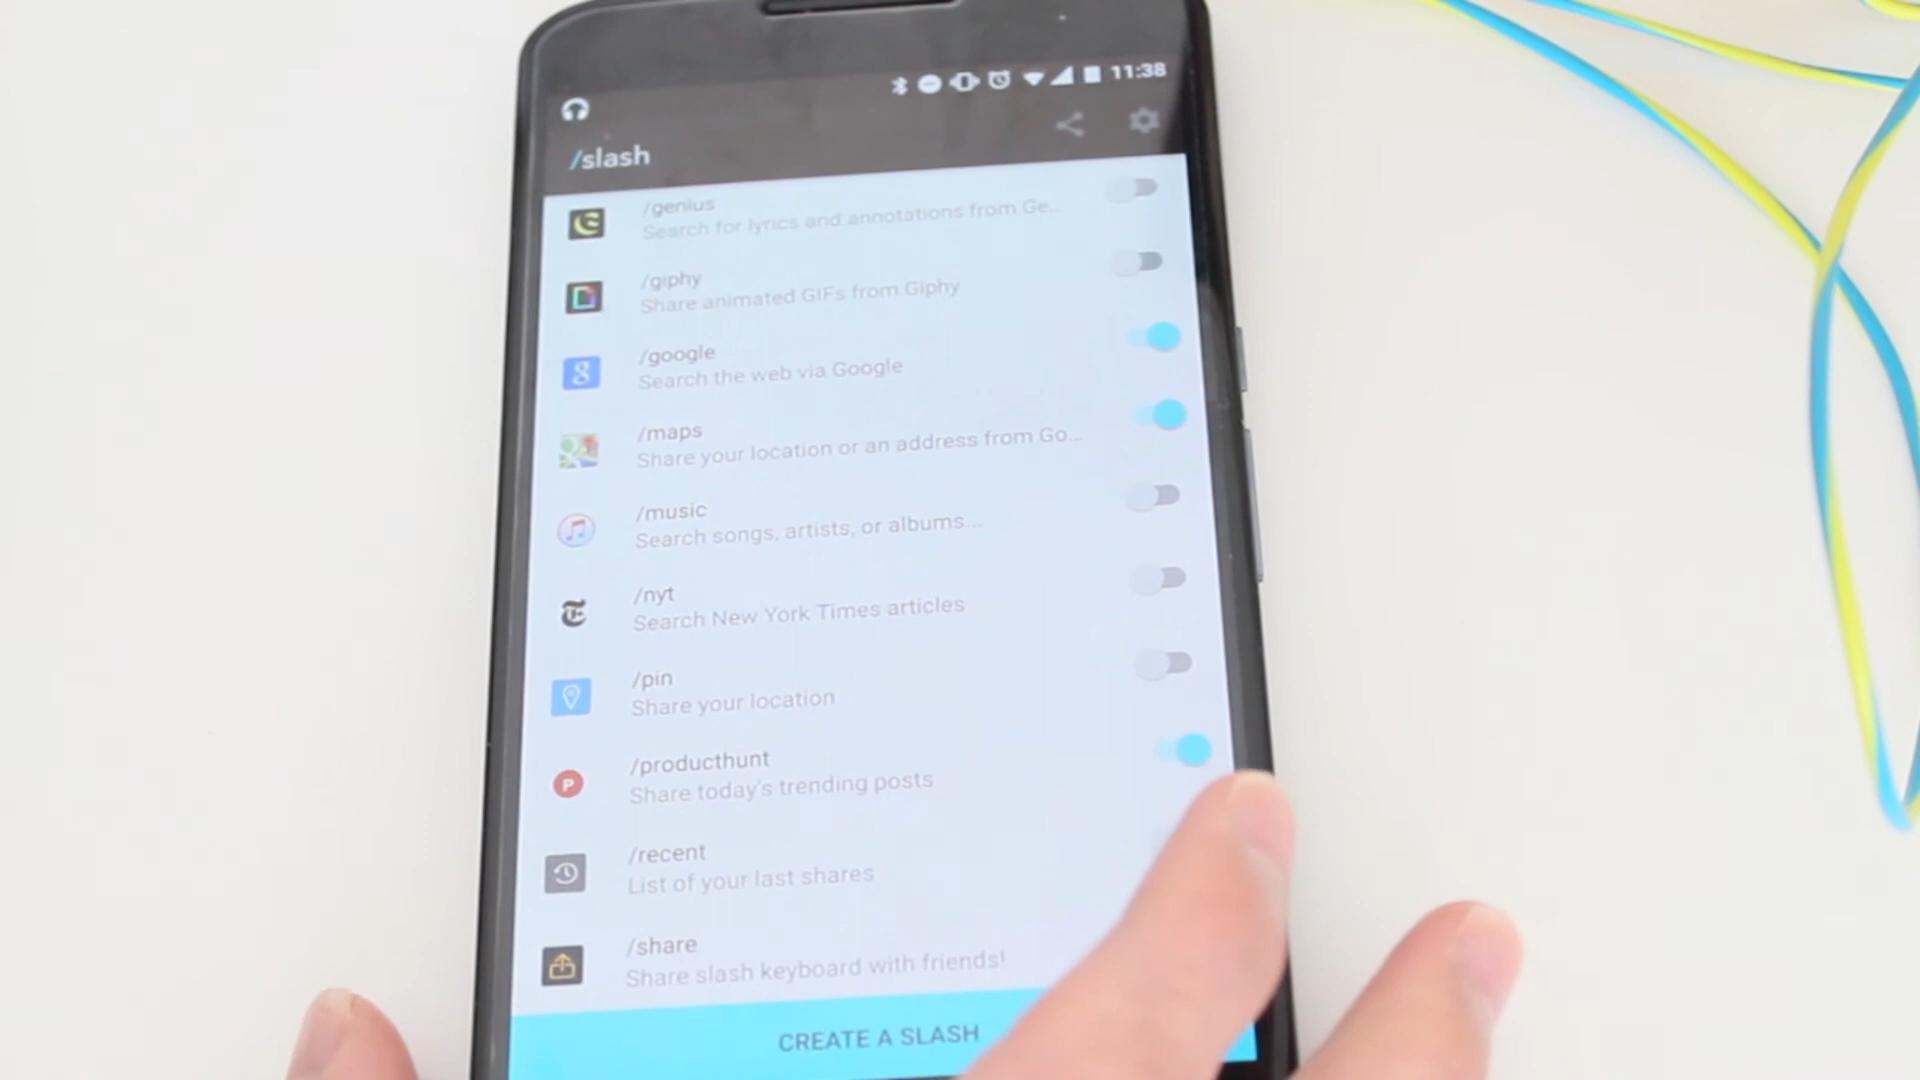 11:38
/slash
/genius
Search for lyrics and annotations from Ge...
/giphy
Share animated GIFs from Giphy
/google
Search the web via Google
/maps
Share your location or an address from Go...
/music
Search songs, artists, or albums...
/nyt
Search New York Times articles
/pin
Share your location
/producthunt
Share today's trending posts
/recent
List of your last shares
/share
Share slash keyboard with friends!
CREATE A SLASH